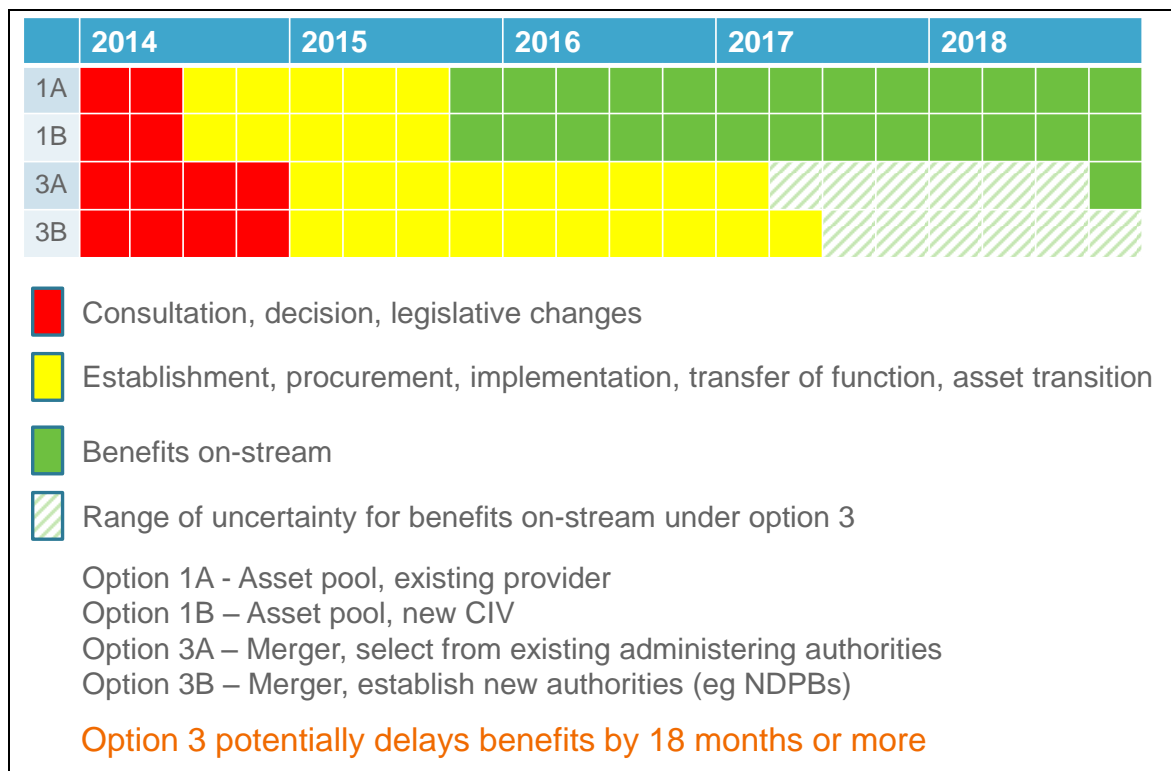 2014 2015 2016 2017 2018
1A
1B
3A
3B
Consultation, decision, legislative changes
Establishment, procurement, implementation, transfer of function, asset transition
Benefits on-stream
Range of uncertainty for benefits on-stream under option 3
Option 1A - Asset pool, existing provider
Option 1B – Asset pool, new CIV
Option 3A – Merger, select from existing administering authorities
Option 3B – Merger, establish new authorities (eg NDPBs)
Option 3 potentially delays benefits by 18 months or more